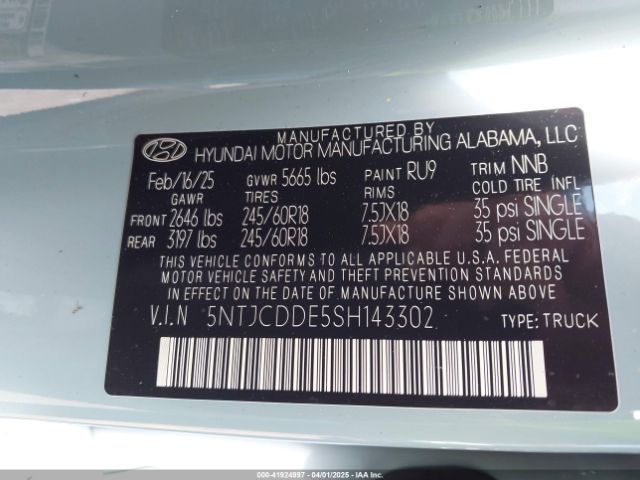 MANUFACTURED BY
HYUNDAI MOTOR MANUFACTURING ALABAMA, LLC
Feb/16/25 GVWR 5665 lbs PAINT RU9 TRIM NNB
GAWR TIRES RIMS COLD TIRE INFL
FRONT 2646 lbs 245/60R18 7.5JX18 35 psi SINGLE
REAR 3197 lbs 245/60R18 7.5JX18 35 psi SINGLE
THIS VEHICLE CONFORMS TO ALL APPLICABLE U.S.A. FEDERAL
MOTOR VEHICLE SAFETY AND THEFT PREVENTION STANDARDS
IN EFFECT ON THE DATE OF MANUFACTURE SHOWN ABOVE.
V.I.N 5NTJCDDE5SH143302 TYPE: TRUCK
000-41924997 04/01/2025 IAAI.COM